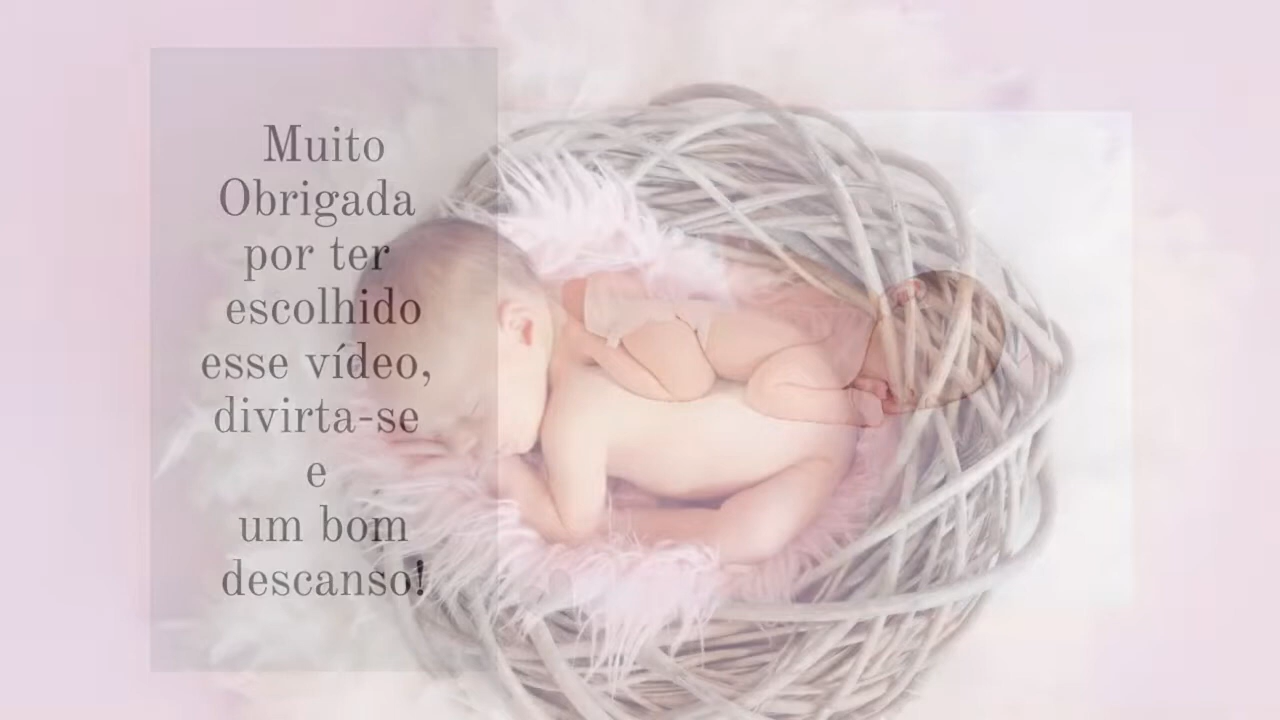 Muito
Obrigada
por ter
escolhido
esse vídeo,
divirta-se
e
um bom
descanso!